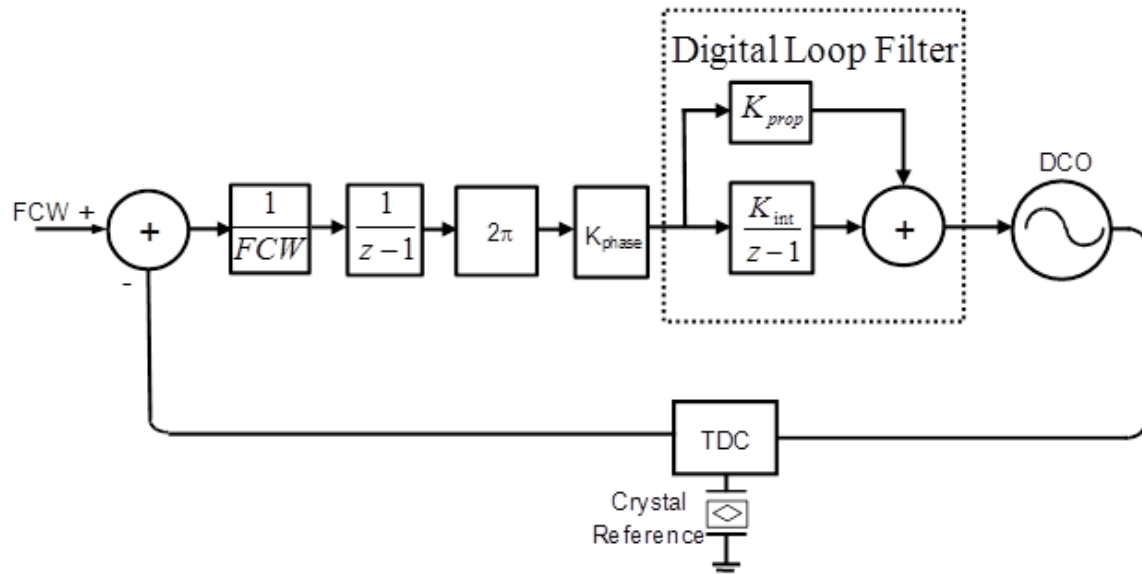 Digital Loop Filter
K_prop
DCO
FCW +
+
1/FCW
1/(z-1)
2π
K_phase
K_int/(z-1)
+
-
TDC
Crystal
Reference